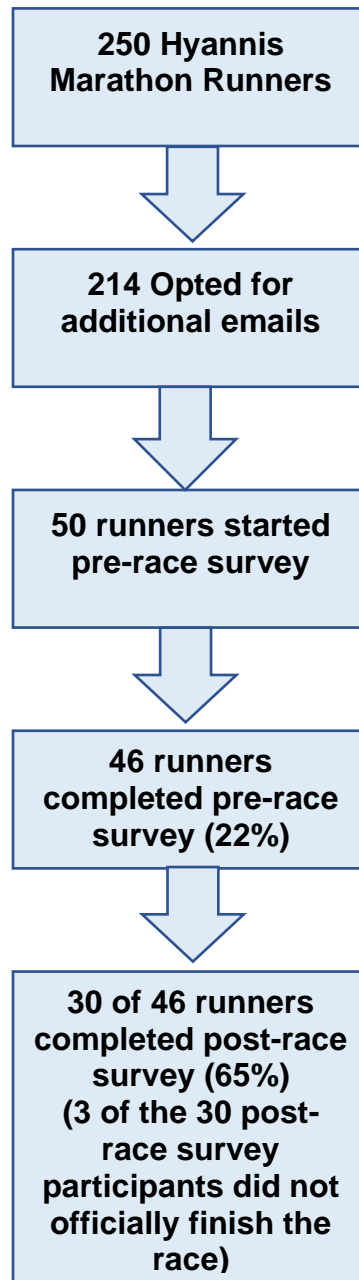 250 Hyannis
Marathon Runners
214 Opted for
additional emails
50 runners started
pre-race survey
46 runners
completed pre-race
survey (22%)
30 of 46 runners
completed post-race
survey (65%)
(3 of the 30 post-
race survey
participants did not
officially finish the
race)